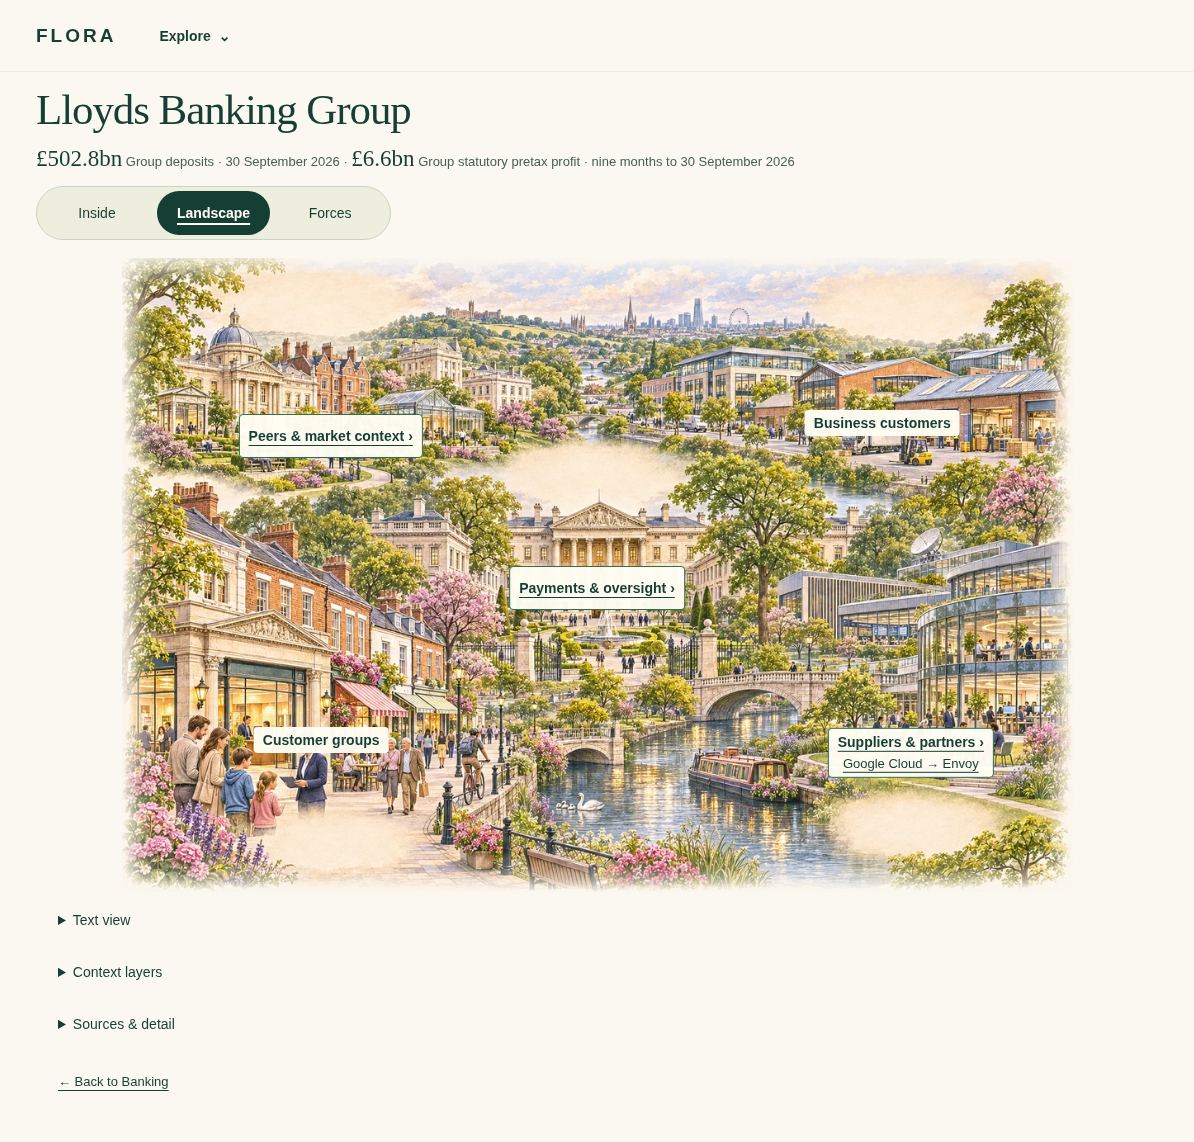 FLORA
Explore ⌄
Lloyds Banking Group
£502.8bn Group deposits · 30 September 2026 · £6.6bn Group statutory pretax profit · nine months to 30 September 2026
Inside
Landscape
Forces
Peers & market context ›
Business customers
Payments & oversight ›
Customer groups
Suppliers & partners ›
Google Cloud → Envoy
▶ Text view
▶ Context layers
▶ Sources & detail
← Back to Banking